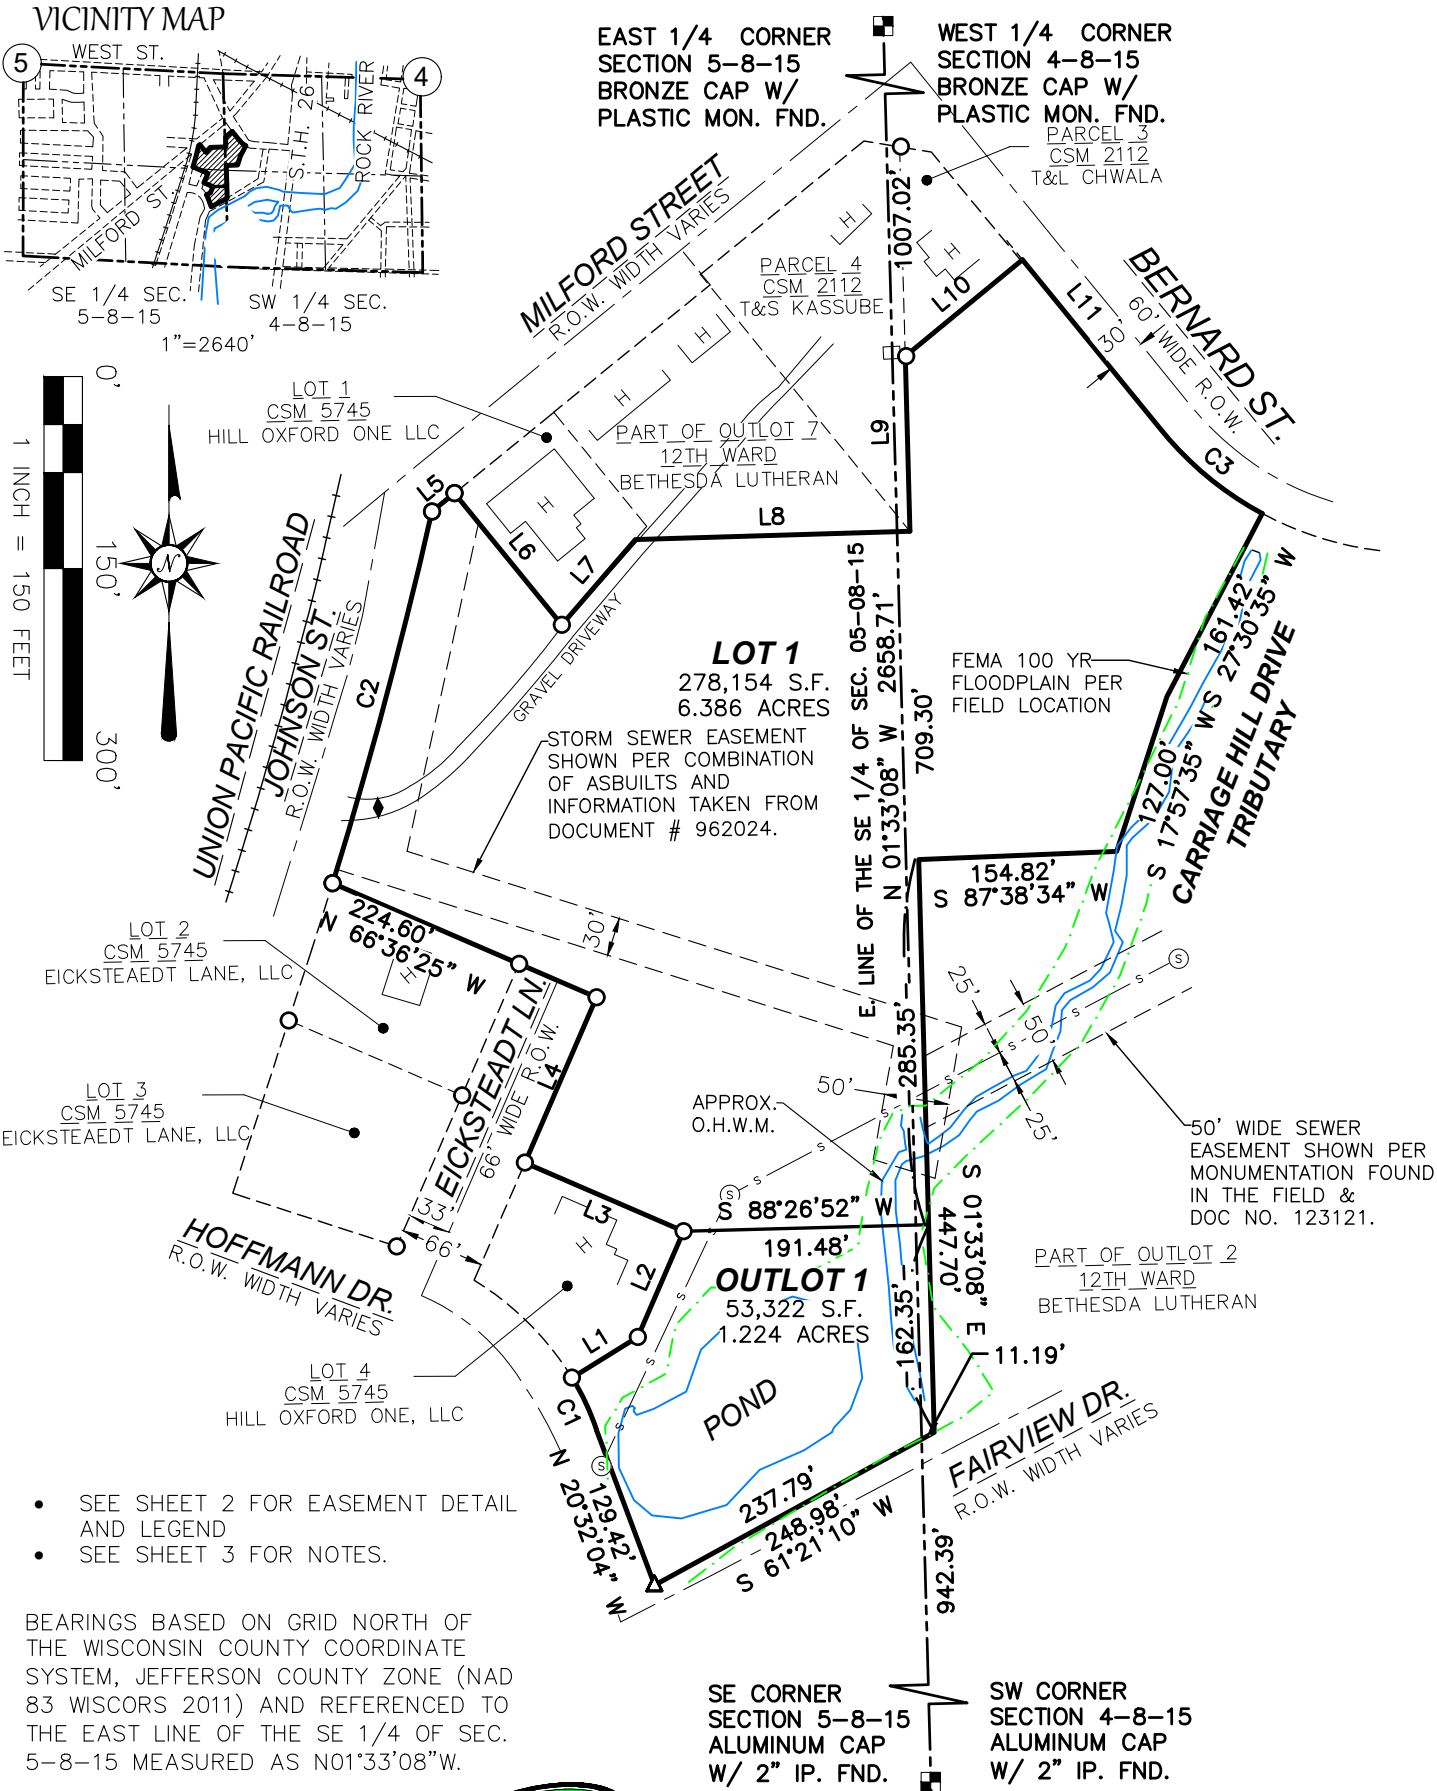 VICINITY MAP
5
WEST ST.
4
ROCK RIVER
S.T.H. 26
MILFORD ST.
SE 1/4 SEC.
5-8-15
SW 1/4 SEC.
4-8-15
1"=2640'
EAST 1/4 CORNER
SECTION 5-8-15
BRONZE CAP W/
PLASTIC MON. FND.
WEST 1/4 CORNER
SECTION 4-8-15
BRONZE CAP W/
PLASTIC MON. FND.
PARCEL 3
CSM 2112
T&L CHWALA
1007.02'
MILFORD STREET
R.O.W. WIDTH VARIES
PARCEL 4
CSM 2112
T&S KASSUBE
H
H
H
H
L10
L11
30'
BERNARD ST.
60' WIDE R.O.W.
C3
0'
150'
300'
1 INCH = 150 FEET
N
LOT 1
CSM 5745
HILL OXFORD ONE LLC
PART OF OUTLOT 7
12TH WARD
BETHESDA LUTHERAN
L9
L8
L5
L6
L7
H
UNION PACIFIC RAILROAD
JOHNSON ST.
R.O.W. WIDTH VARIES
C2
GRAVEL DRIVEWAY
LOT 1
278,154 S.F.
6.386 ACRES
STORM SEWER EASEMENT
SHOWN PER COMBINATION
OF ASBUILTS AND
INFORMATION TAKEN FROM
DOCUMENT # 962024.
E. LINE OF THE SE 1/4 OF SEC. 05-08-15
N 01°33'08" W 2658.71'
709.30'
FEMA 100 YR
FLOODPLAIN PER
FIELD LOCATION
161.42'
S 27°30'35" W
127.00'
S 17°57'35" W
CARRIAGE HILL DRIVE
TRIBUTARY
154.82'
S 87°38'34" W
224.60'
N 66°36'25" W
30'
LOT 2
CSM 5745
EICKSTEAEDT LANE, LLC
H
EICKSTEADT LN.
66' WIDE R.O.W.
L4
LOT 3
CSM 5745
EICKSTEAEDT LANE, LLC
25'
50'
S
S
s
s
s
s
s
25'
285.35'
50'
APPROX.
O.H.W.M.
50' WIDE SEWER
EASEMENT SHOWN PER
MONUMENTATION FOUND
IN THE FIELD &
DOC NO. 123121.
33'
66'
L3
H
S 88°26'52" W
191.48'
S 01°33'08" E
447.70'
PART OF OUTLOT 2
12TH WARD
BETHESDA LUTHERAN
HOFFMANN DR.
R.O.W. WIDTH VARIES
L2
OUTLOT 1
53,322 S.F.
1.224 ACRES
162.35'
11.19'
L1
s
LOT 4
CSM 5745
HILL OXFORD ONE, LLC
C1
POND
s
S
FAIRVIEW DR.
R.O.W. WIDTH VARIES
N 20°32'04" W
129.42'
237.79'
248.98'
S 61°21'10" W
942.39'
• SEE SHEET 2 FOR EASEMENT DETAIL
AND LEGEND
• SEE SHEET 3 FOR NOTES.
BEARINGS BASED ON GRID NORTH OF
THE WISCONSIN COUNTY COORDINATE
SYSTEM, JEFFERSON COUNTY ZONE (NAD
83 WISCORS 2011) AND REFERENCED TO
THE EAST LINE OF THE SE 1/4 OF SEC.
5-8-15 MEASURED AS N01°33'08"W.
SE CORNER
SECTION 5-8-15
ALUMINUM CAP
W/ 2" IP. FND.
SW CORNER
SECTION 4-8-15
ALUMINUM CAP
W/ 2" IP. FND.